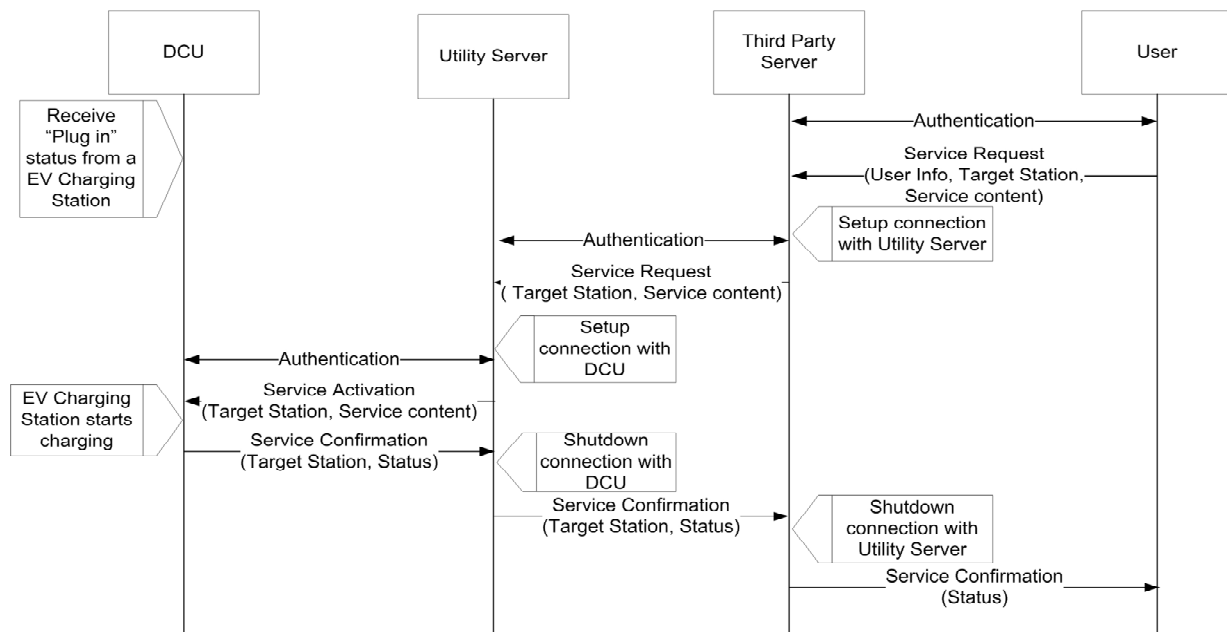 DCU
Utility Server
Third Party
Server
User
Receive
“Plug in”
status from a
EV Charging
Station
Authentication
Service Request
(User Info, Target Station,
Service content)
Setup connection
with Utility Server
Authentication
Service Request
( Target Station, Service content)
Setup
connection with
DCU
Authentication
Service Activation
(Target Station, Service content)
EV Charging
Station starts
charging
Service Confirmation
(Target Station, Status)
Shutdown
connection with
DCU
Service Confirmation
(Target Station, Status)
Shutdown
connection with
Utility Server
Service Confirmation
(Status)